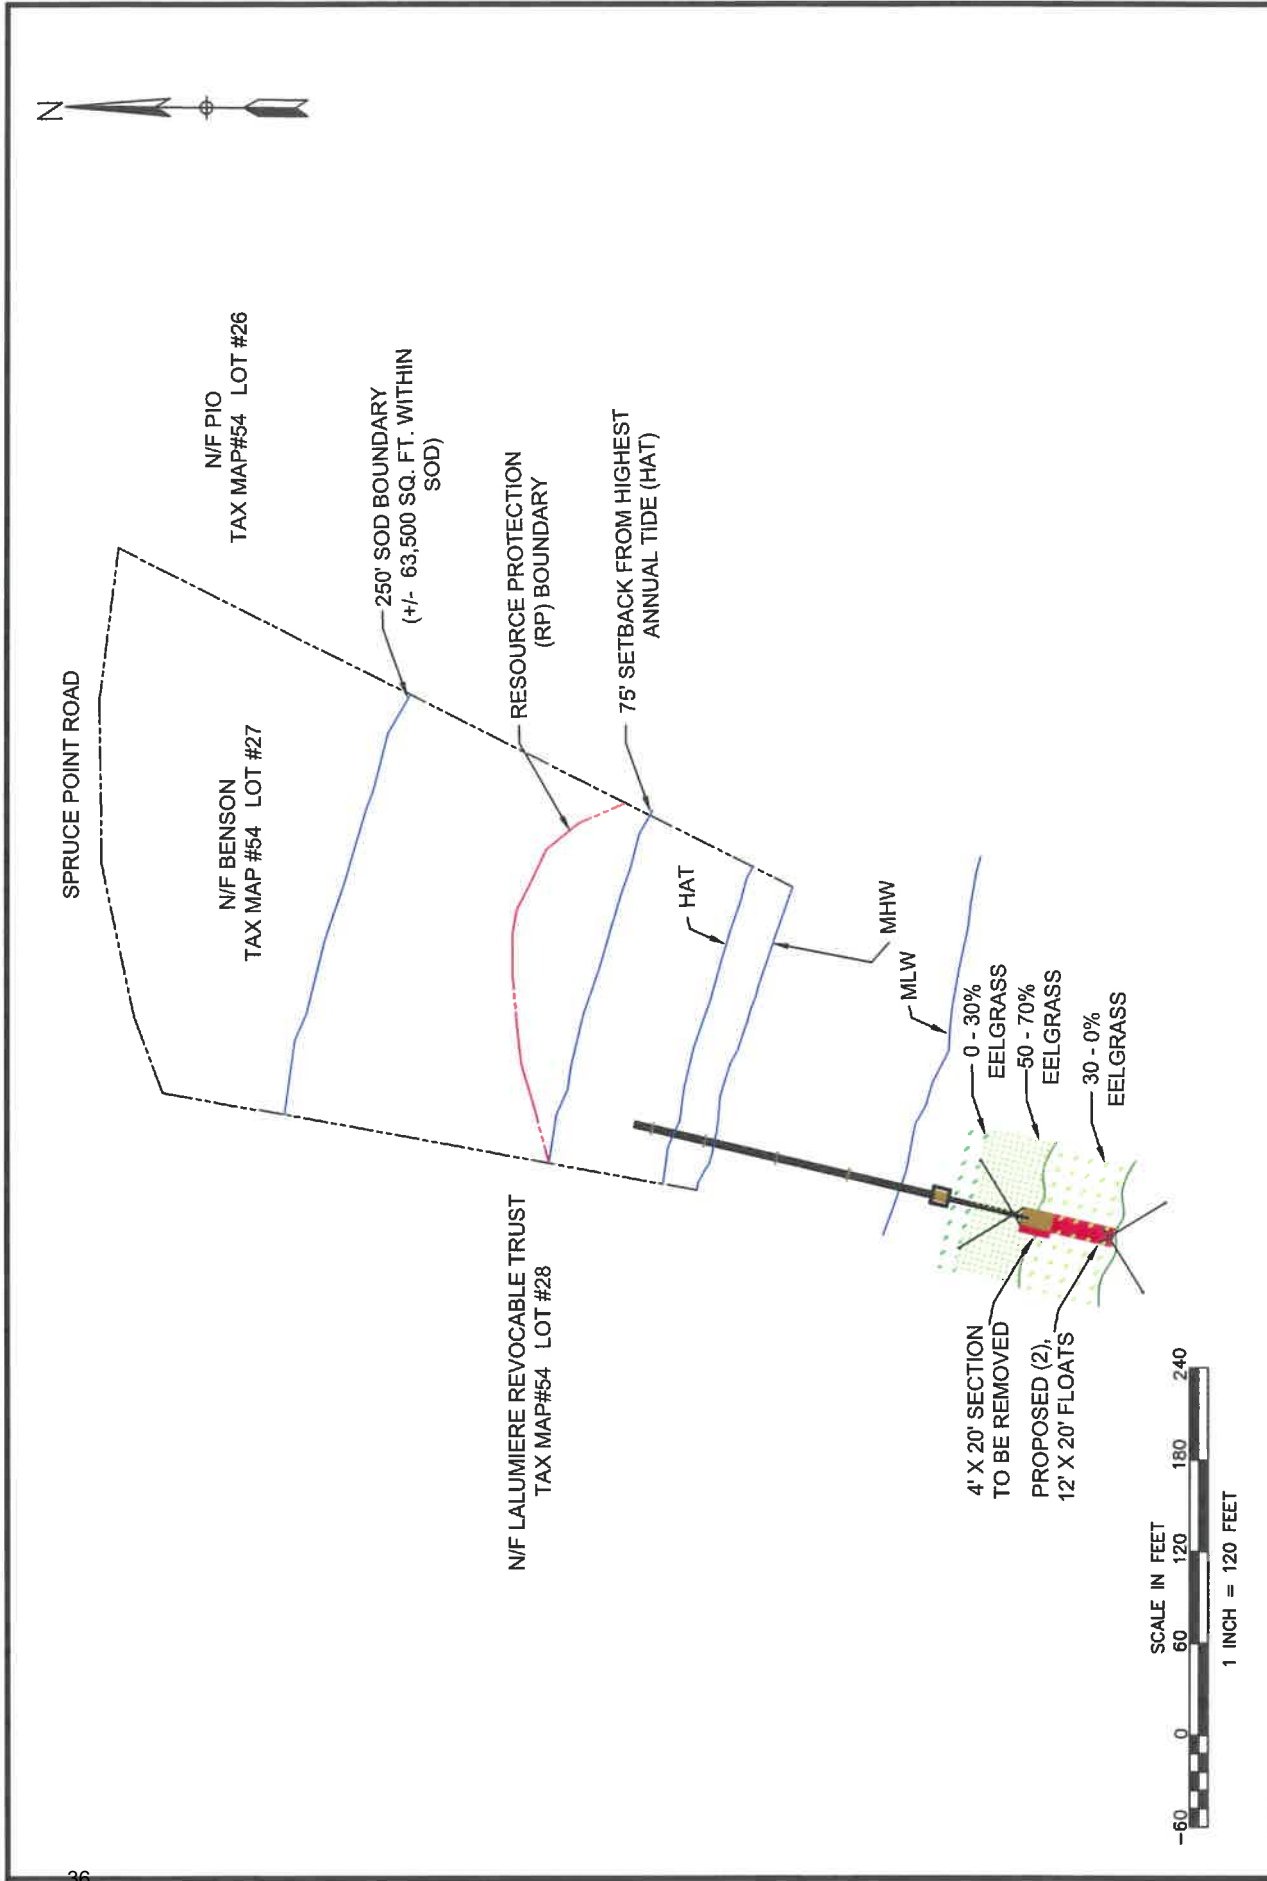 N
SPRUCE POINT ROAD
N/F PIO
TAX MAP#54 LOT #26
N/F BENSON
TAX MAP #54 LOT #27
250' SOD BOUNDARY
(+/- 63,500 SQ. FT. WITHIN
SOD)
RESOURCE PROTECTION
(RP) BOUNDARY
75' SETBACK FROM HIGHEST
ANNUAL TIDE (HAT)
N/F LALUMIERE REVOCABLE TRUST
TAX MAP#54 LOT #28
HAT
MHW
MLW
0 - 30%
EELGRASS
50 - 70%
EELGRASS
30 - 0%
EELGRASS
4' X 20' SECTION
TO BE REMOVED
PROPOSED (2),
12' X 20' FLOATS
SCALE IN FEET
-60 0 60 120 180 240
1 INCH = 120 FEET
36